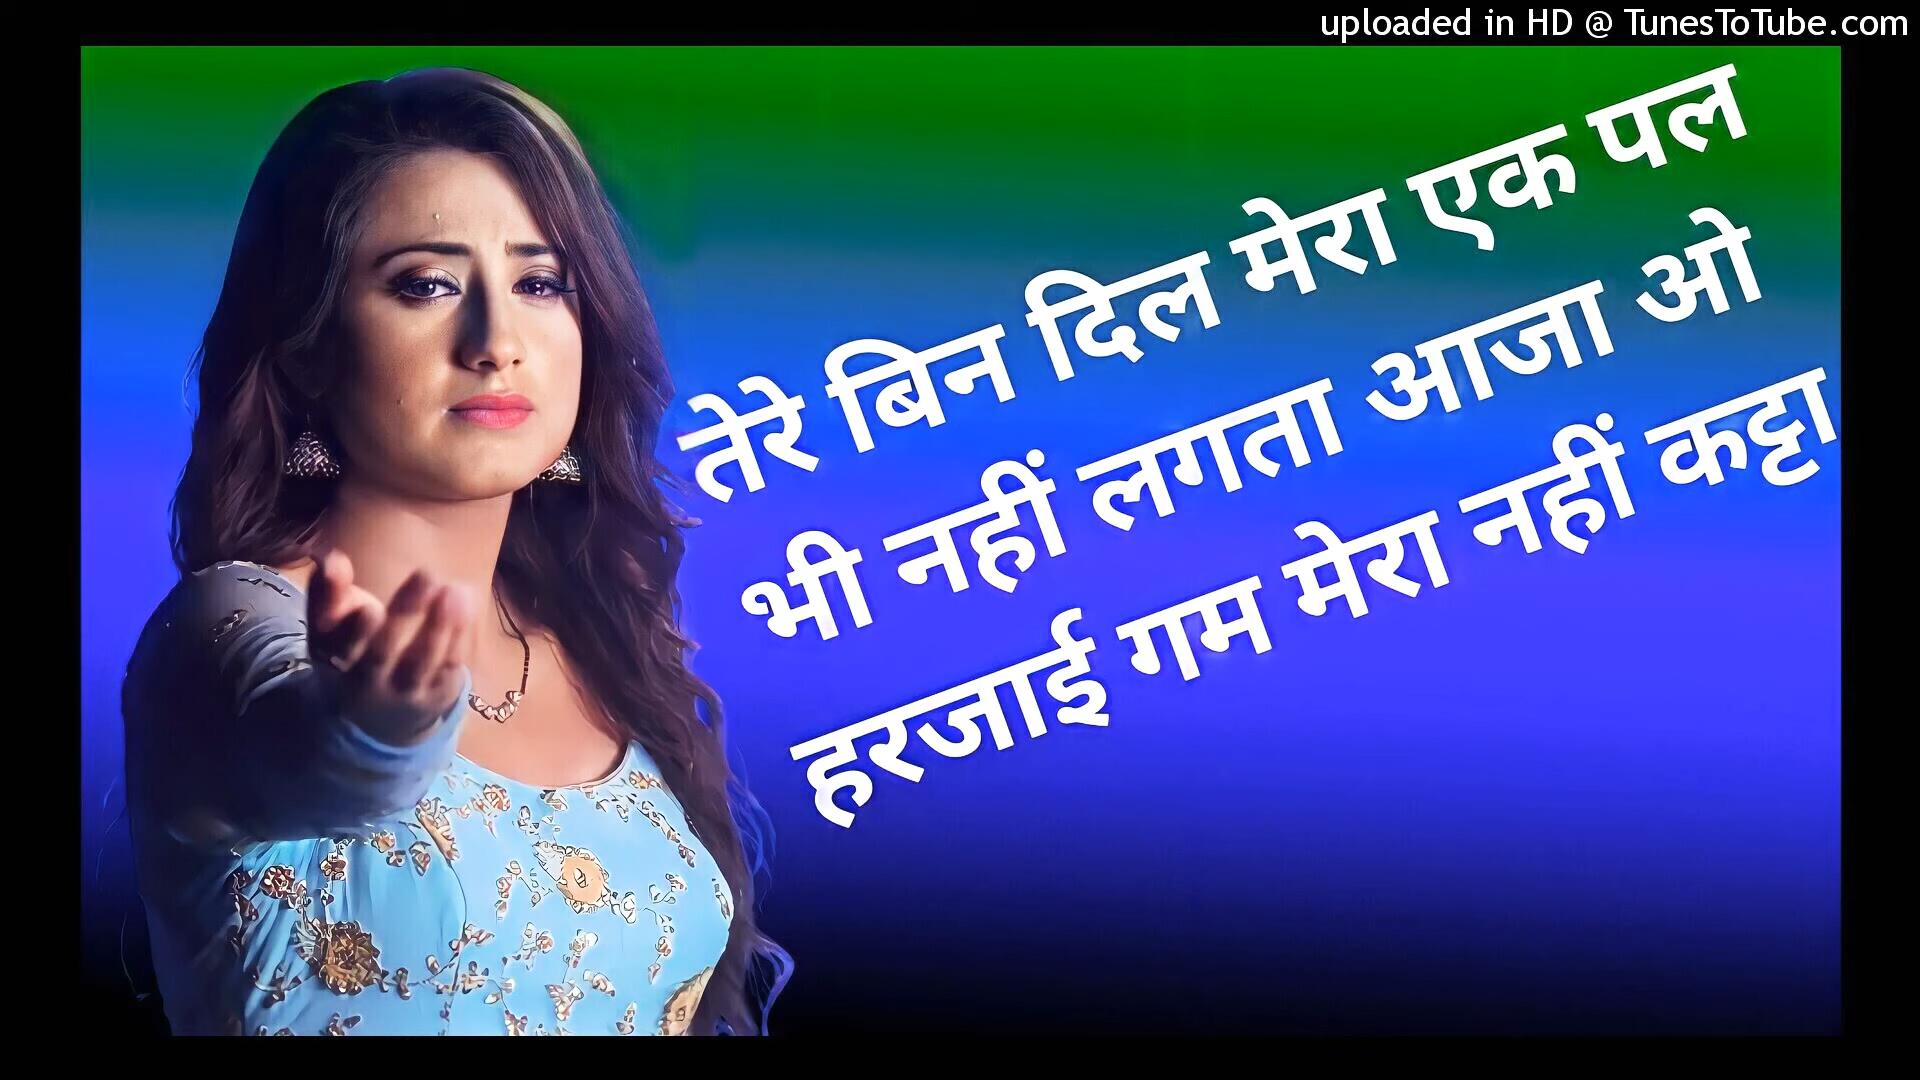 uploaded in HD @ TunesToTube.com
तेरे बिन दिल मेरा एक पल
भी नहीं लगता आजा ओ
हरजाई गम मेरा नहीं कट्टा